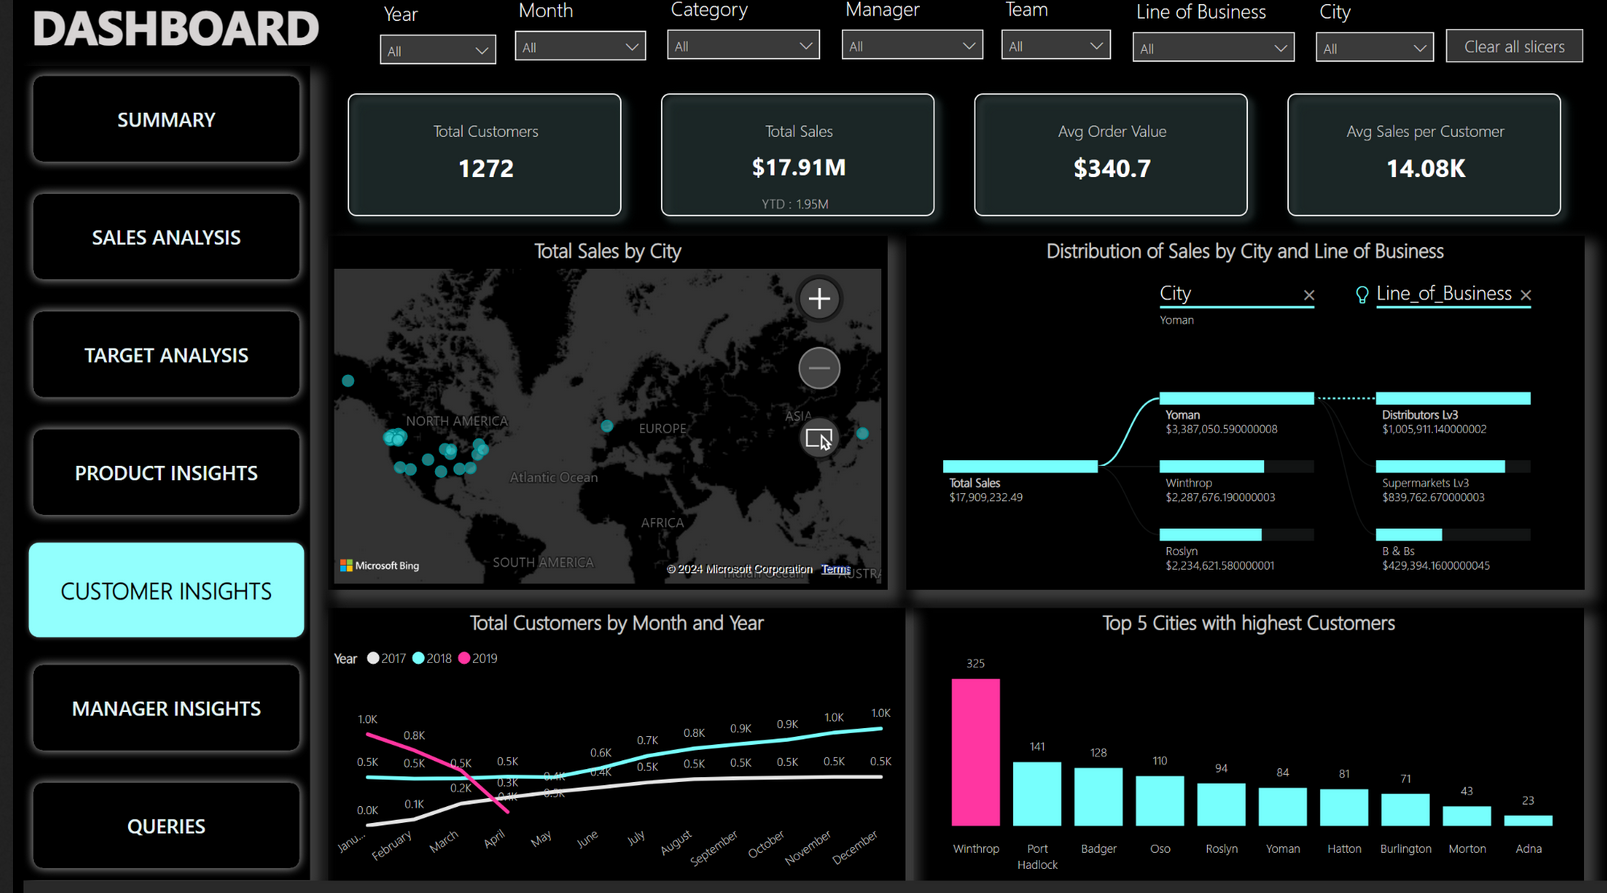 DASHBOARD
Year
Month
Category
Manager
Team
Line of Business
City
All
All
All
All
All
All
All
Clear all slicers
SUMMARY
SALES ANALYSIS
TARGET ANALYSIS
PRODUCT INSIGHTS
CUSTOMER INSIGHTS
MANAGER INSIGHTS
QUERIES
Total Customers
1272
Total Sales
$17.91M
YTD : 1.95M
Avg Order Value
$340.7
Avg Sales per Customer
14.08K
Total Sales by City
NORTH AMERICA
EUROPE
ASIA
Atlantic Ocean
AFRICA
SOUTH AMERICA
Indian Ocean
AUSTRA
Microsoft Bing
© 2024 Microsoft Corporation Terms
Distribution of Sales by City and Line of Business
City
Yoman
Line_of_Business
Total Sales
$17,909,232.49
Yoman
$3,387,050.590000008
Winthrop
$2,287,676.190000003
Roslyn
$2,234,621.580000001
Distributors Lv3
$1,005,911.140000002
Supermarkets Lv3
$839,762.670000003
B & Bs
$429,394.1600000045
Total Customers by Month and Year
Year 2017 2018 2019
1.0K
0.8K
0.5K 0.5K 0.5K 0.5K 0.4K 0.6K 0.7K 0.8K 0.9K 0.9K 1.0K 1.0K
0.0K 0.1K 0.2K 0.3K 0.3K 0.4K 0.5K 0.5K 0.5K 0.5K 0.5K 0.5K
0.1K
Janu... February March April May June July August September October November December
Top 5 Cities with highest Customers
325
141
128
110
94
84
81
71
43
23
Winthrop
Port
Hadlock
Badger
Oso
Roslyn
Yoman
Hatton
Burlington
Morton
Adna